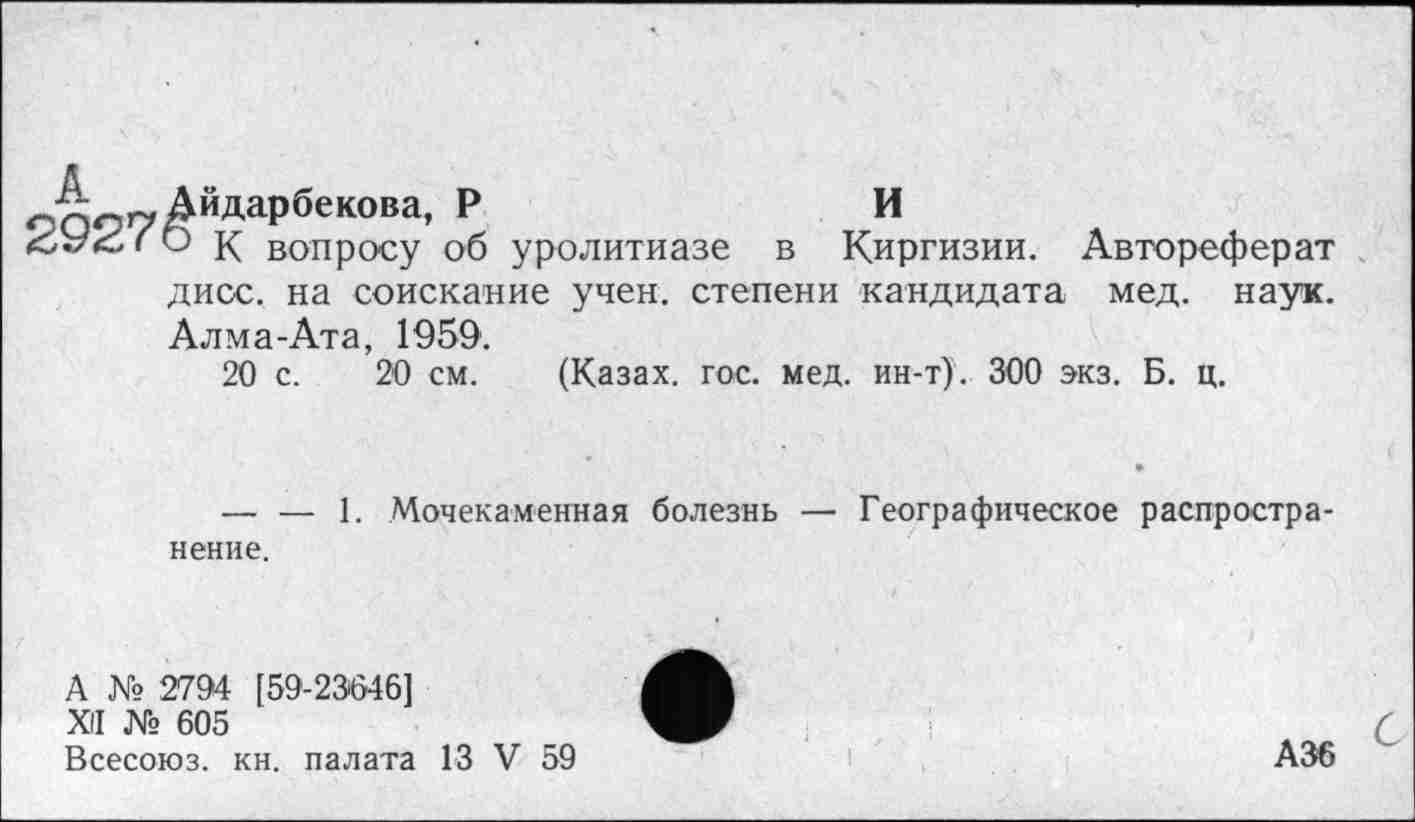 А
29276
Айдарбекова, Р И
К вопросу об уролитиазе в Киргизии. Автореферат
дисс. на соискание учен. степени кандидата мед. наук.
Алма-Ата, 1959.
20 с. 20 см. (Казах. гос. мед. ин-т). 300 экз. Б. ц.
— — 1. Мочекаменная болезнь — Географическое распростра-
нение.
А № 2794 [59-23646]
XII № 605
Всесоюз. кн. палата 13 V 59
А36
С